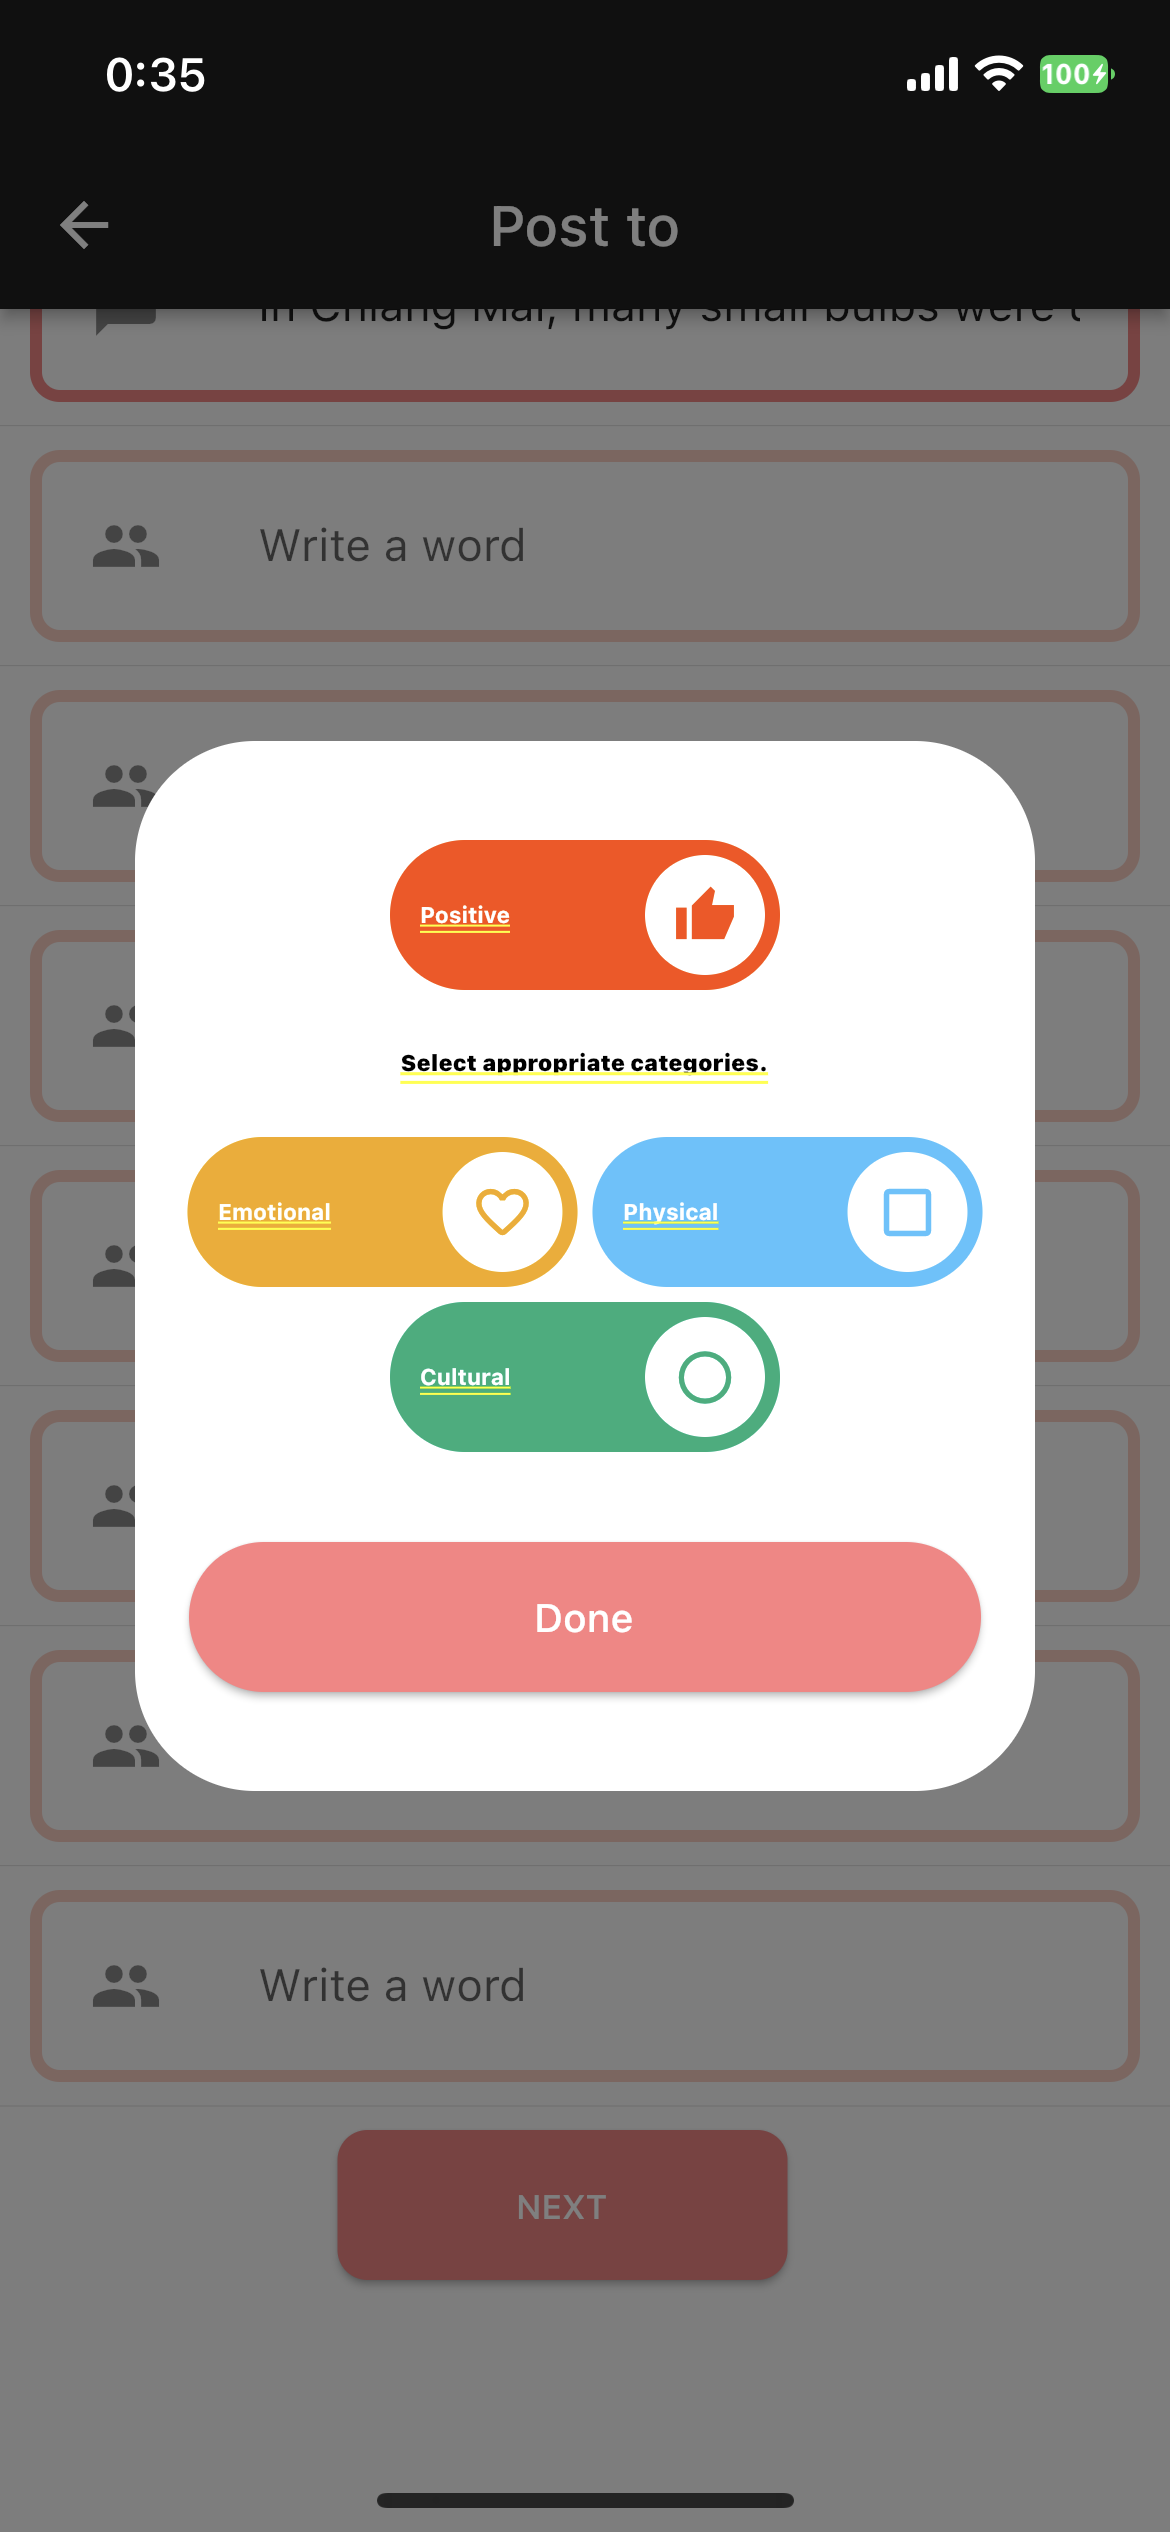 0:35
100
Post to
In Chiang Mai, many small bulbs were t
Write a word
Positive
Select appropriate categories.
Emotional
Physical
Cultural
Done
Write a word
NEXT